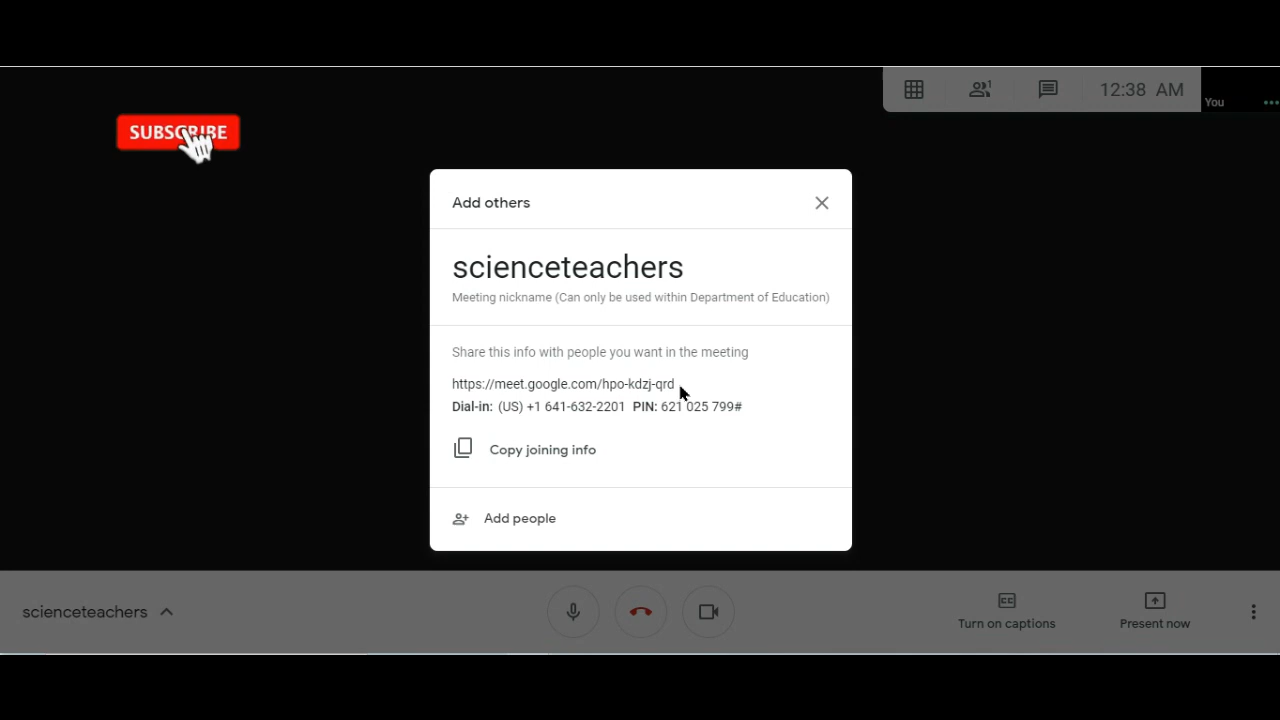 12:38 AM
You
SUBSCRIBE
Add others
scienceteachers
Meeting nickname (Can only be used within Department of Education)
Share this info with people you want in the meeting
https://meet.google.com/hpo-kdzj-qrd
Dial-in: (US) +1 641-632-2201 PIN: 621 025 799#
Copy joining info
Add people
scienceteachers
CC
Turn on captions
Present now
1